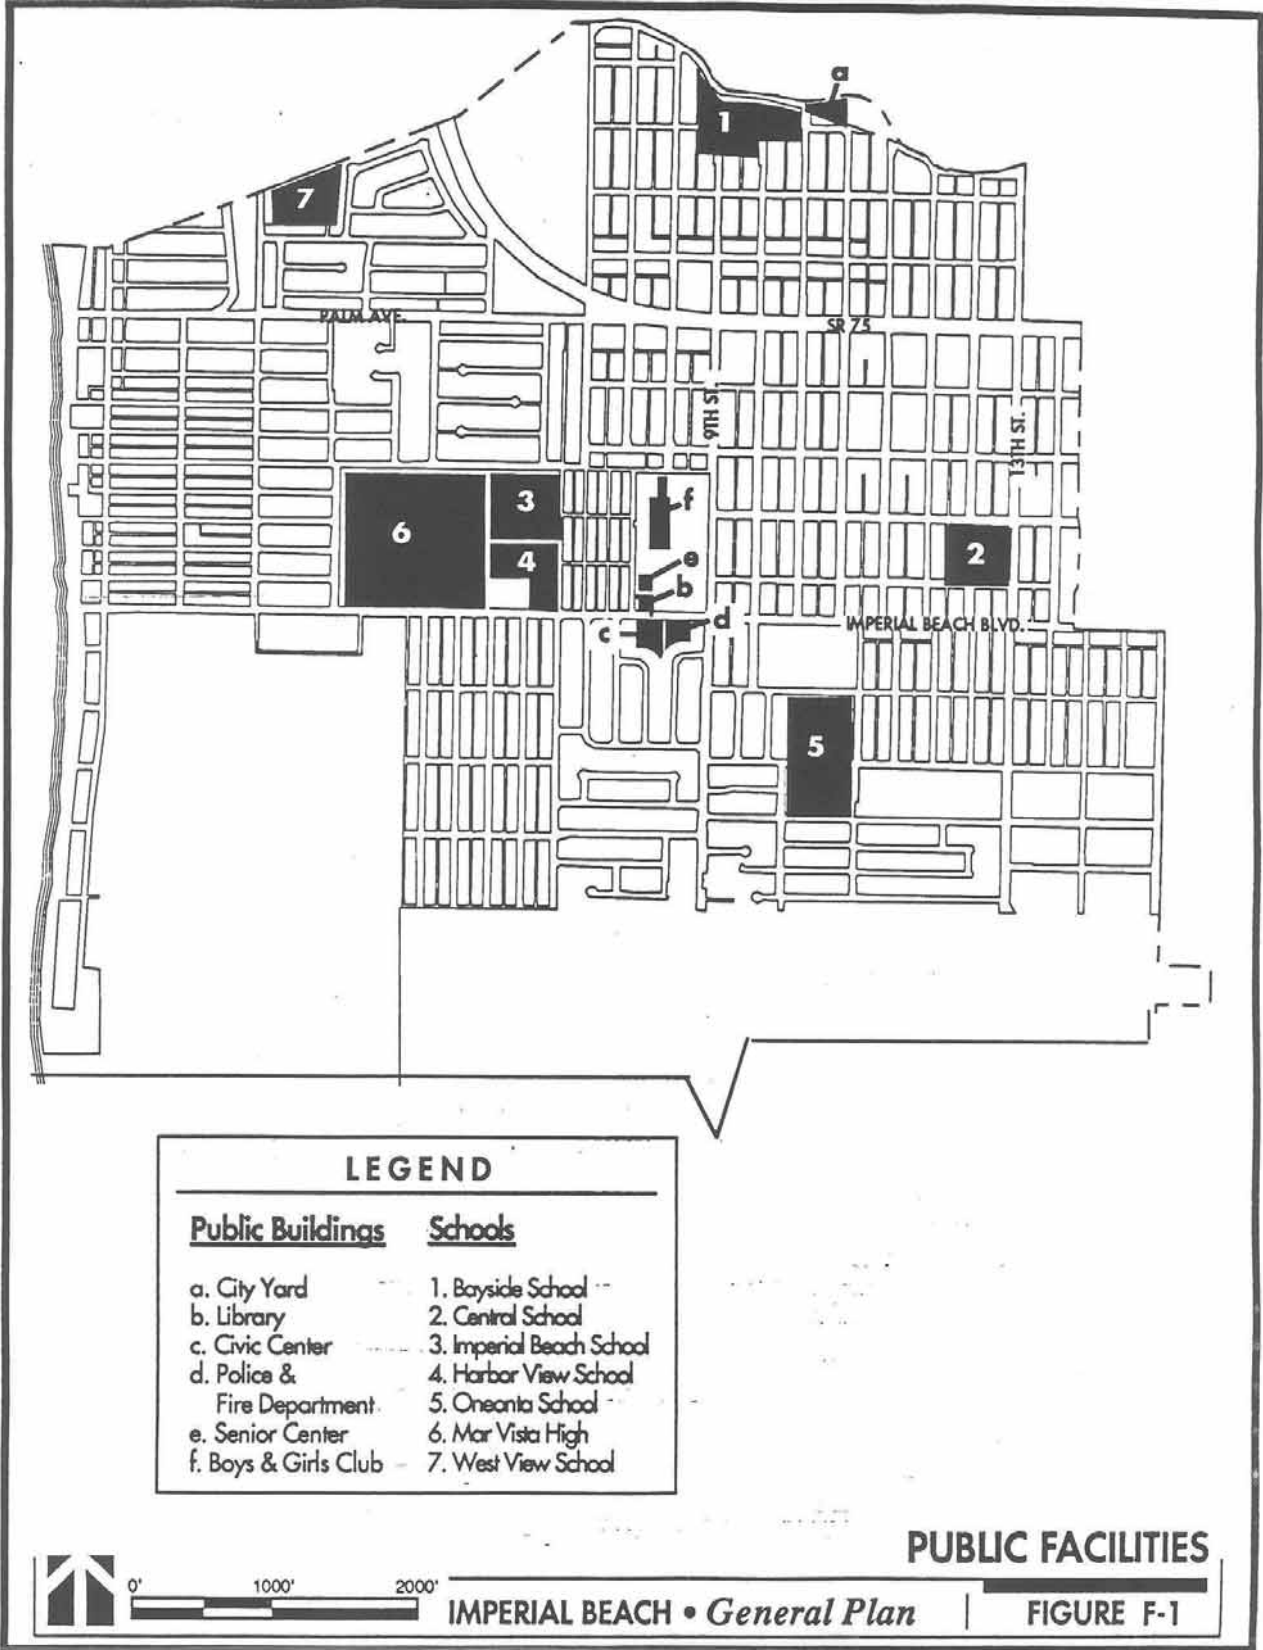 a
1
7
PALM AVE.
SR 75
9TH ST.
13TH ST.
3
f
6
2
4
e
b
c
d
IMPERIAL BEACH BLVD.
5
LEGEND
Public Buildings
a. City Yard
b. Library
c. Civic Center
d. Police &
Fire Department
e. Senior Center
f. Boys & Girls Club
Schools
1. Bayside School
2. Central School
3. Imperial Beach School
4. Harbor View School
5. Oneonta School
6. Mar Vista High
7. West View School
PUBLIC FACILITIES
0' 1000' 2000'
IMPERIAL BEACH • General Plan
FIGURE F-1